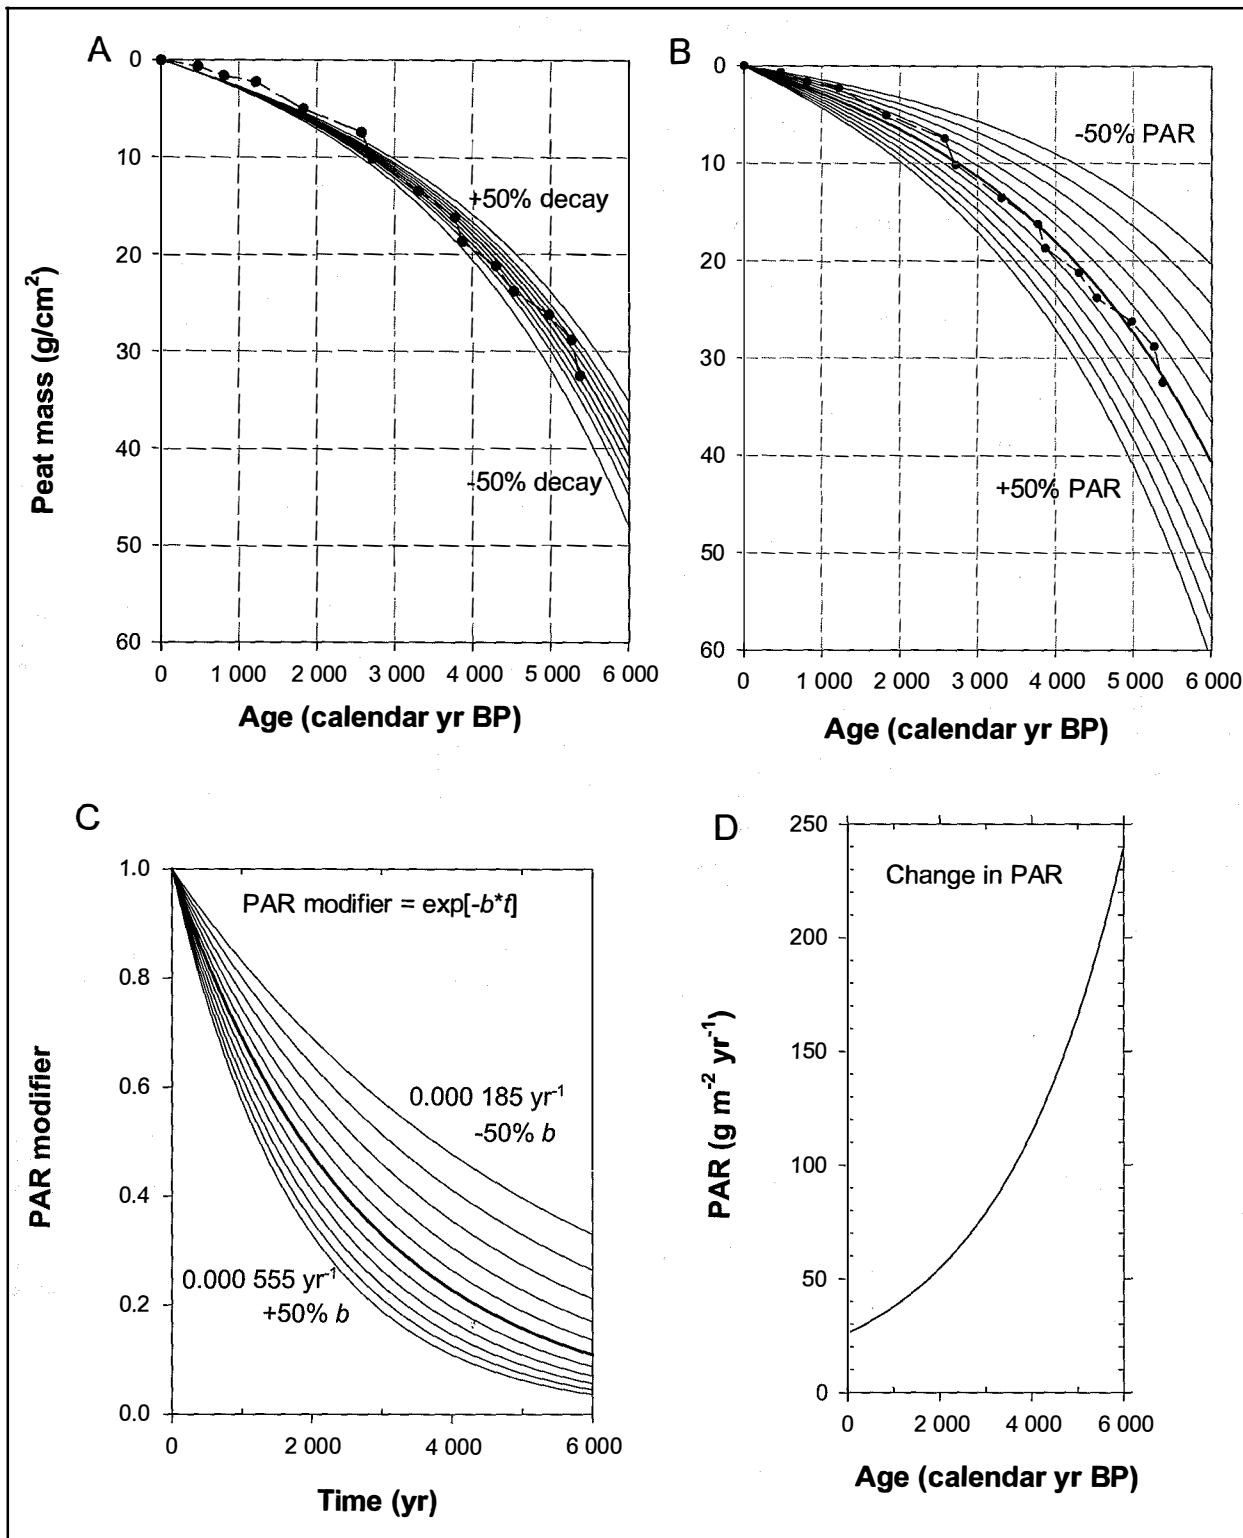 A
0
10
20
30
40
50
60
+50% decay
-50% decay
Peat mass (g/cm²)
0 1 000 2 000 3 000 4 000 5 000 6 000
Age (calendar yr BP)
B
0
10
20
30
40
50
60
-50% PAR
+50% PAR
0 1 000 2 000 3 000 4 000 5 000 6 000
Age (calendar yr BP)
C
1.0
0.8
0.6
0.4
0.2
0.0
PAR modifier = exp[-b*t]
0.000 185 yr⁻¹
-50% b
0.000 555 yr⁻¹
+50% b
PAR modifier
0 2 000 4 000 6 000
Time (yr)
D
250
200
150
100
50
0
Change in PAR
PAR (g m⁻² yr⁻¹)
0 2 000 4 000 6 000
Age (calendar yr BP)